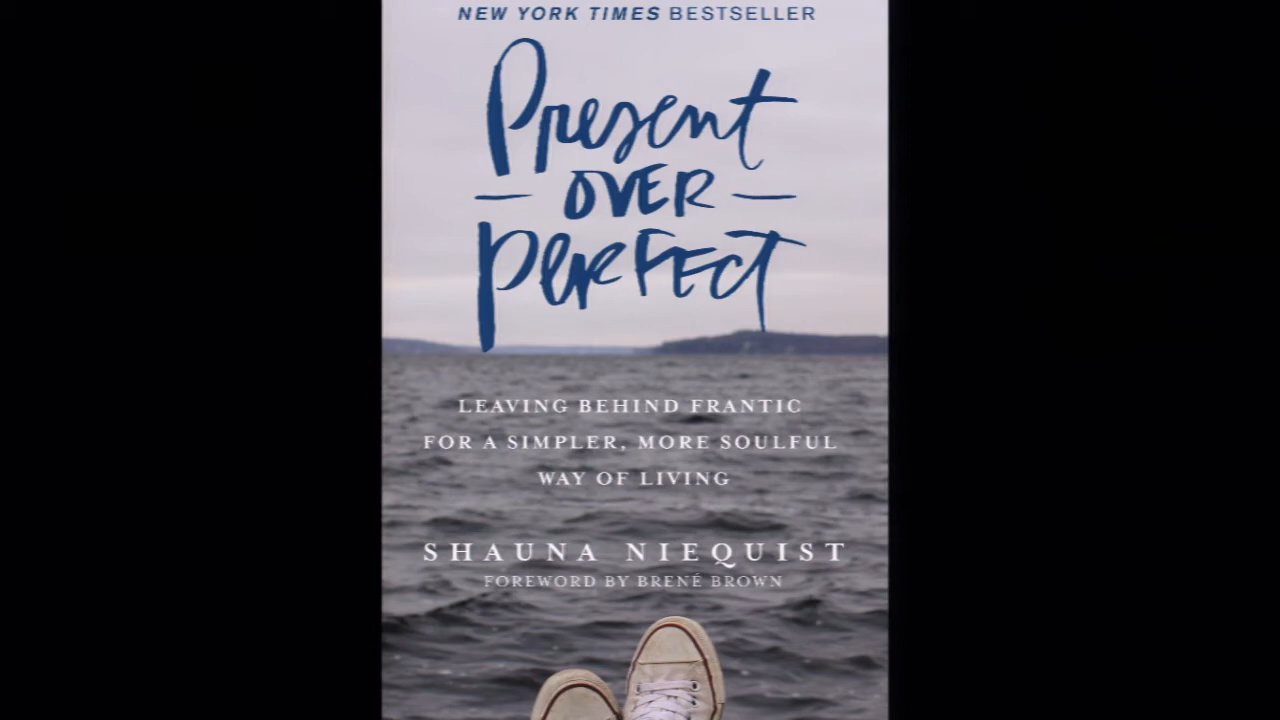 NEW YORK TIMES BESTSELLER
Present
OVER
PERFECT
LEAVING BEHIND FRANTIC
FOR A SIMPLER, MORE SOULFUL
WAY OF LIVING
SHAUNA NIEQUIST
FOREWORD BY BRENÉ BROWN